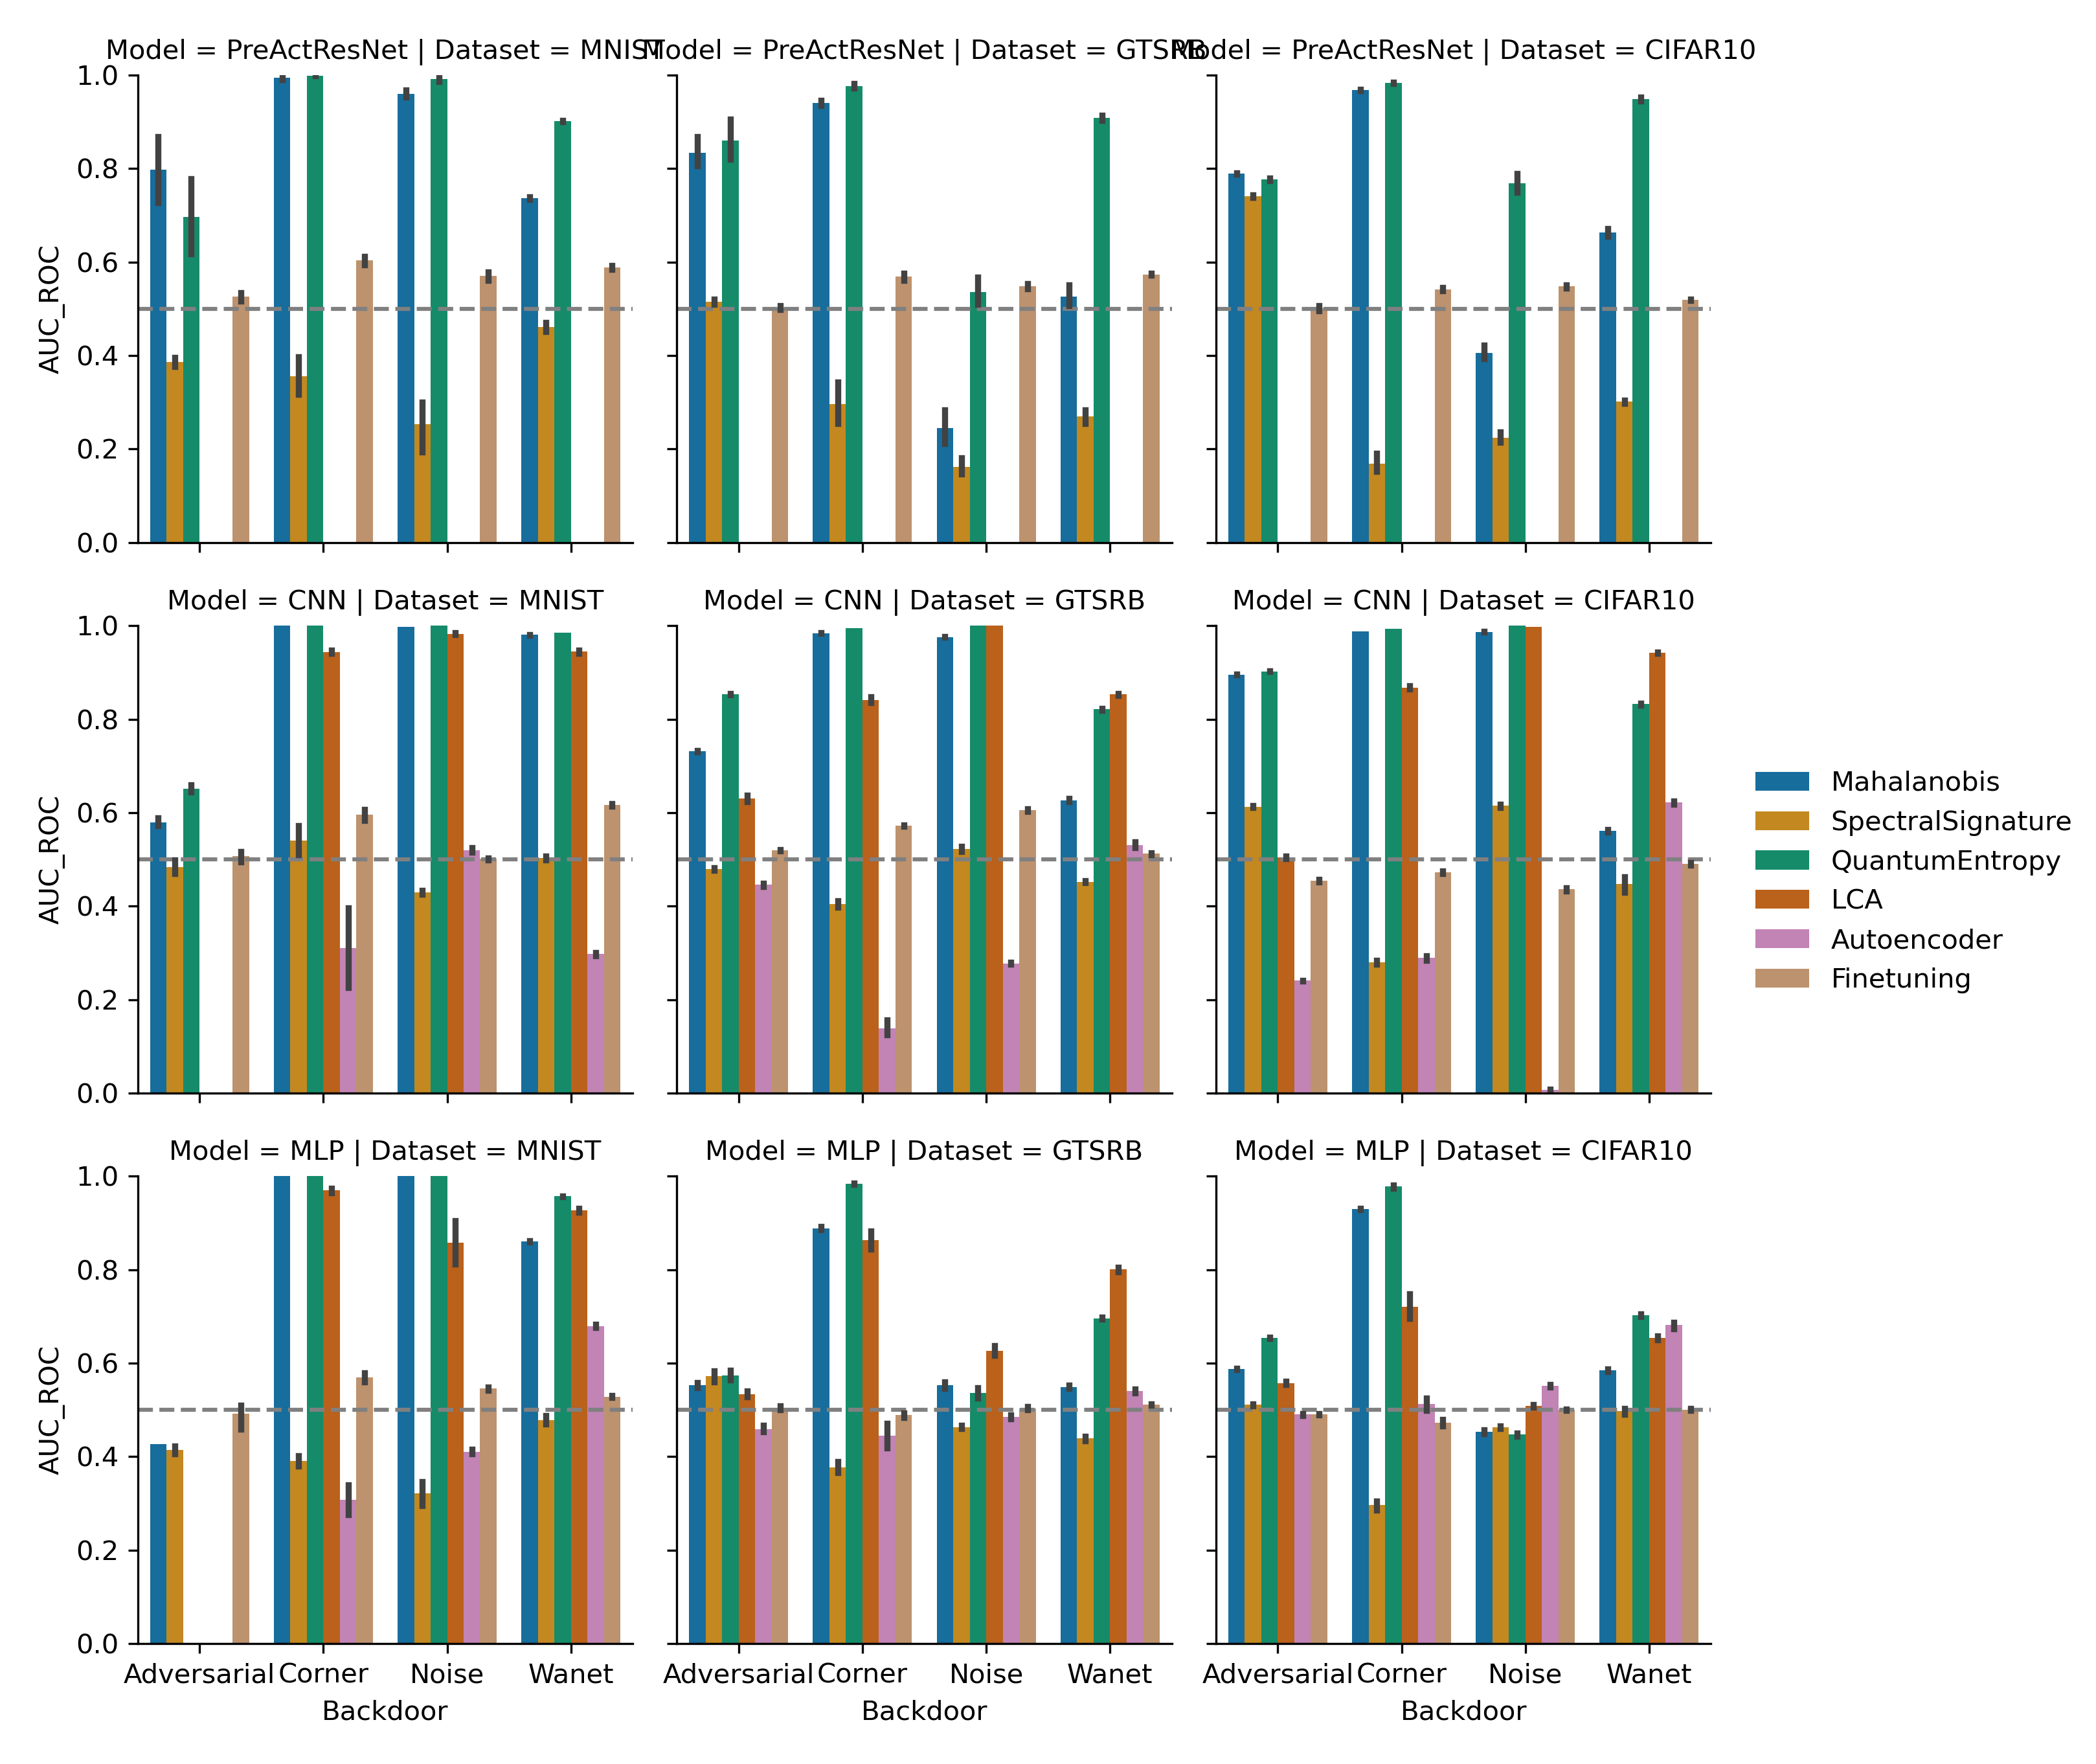 Model = PreActResNet | Dataset = MNIST
Model = PreActResNet | Dataset = GTSRB
Model = PreActResNet | Dataset = CIFAR10
1.0
0.8
0.6
0.4
0.2
0.0
AUC_ROC
Model = CNN | Dataset = MNIST
Model = CNN | Dataset = GTSRB
Model = CNN | Dataset = CIFAR10
1.0
0.8
0.6
0.4
0.2
0.0
AUC_ROC
Mahalanobis
SpectralSignature
QuantumEntropy
LCA
Autoencoder
Finetuning
Model = MLP | Dataset = MNIST
Model = MLP | Dataset = GTSRB
Model = MLP | Dataset = CIFAR10
1.0
0.8
0.6
0.4
0.2
0.0
AUC_ROC
Adversarial Corner Noise Wanet
Backdoor
Adversarial Corner Noise Wanet
Backdoor
Adversarial Corner Noise Wanet
Backdoor